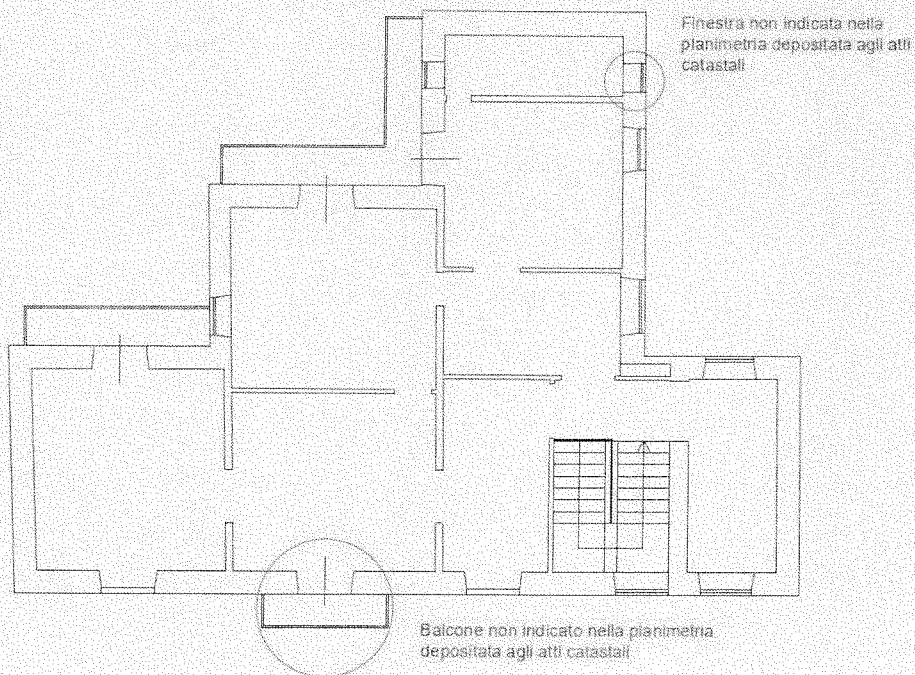 Finestra non indicata nella
planimetria depositata agli atti
catastali
Balcone non indicato nella planimetria
depositata agli atti catastali